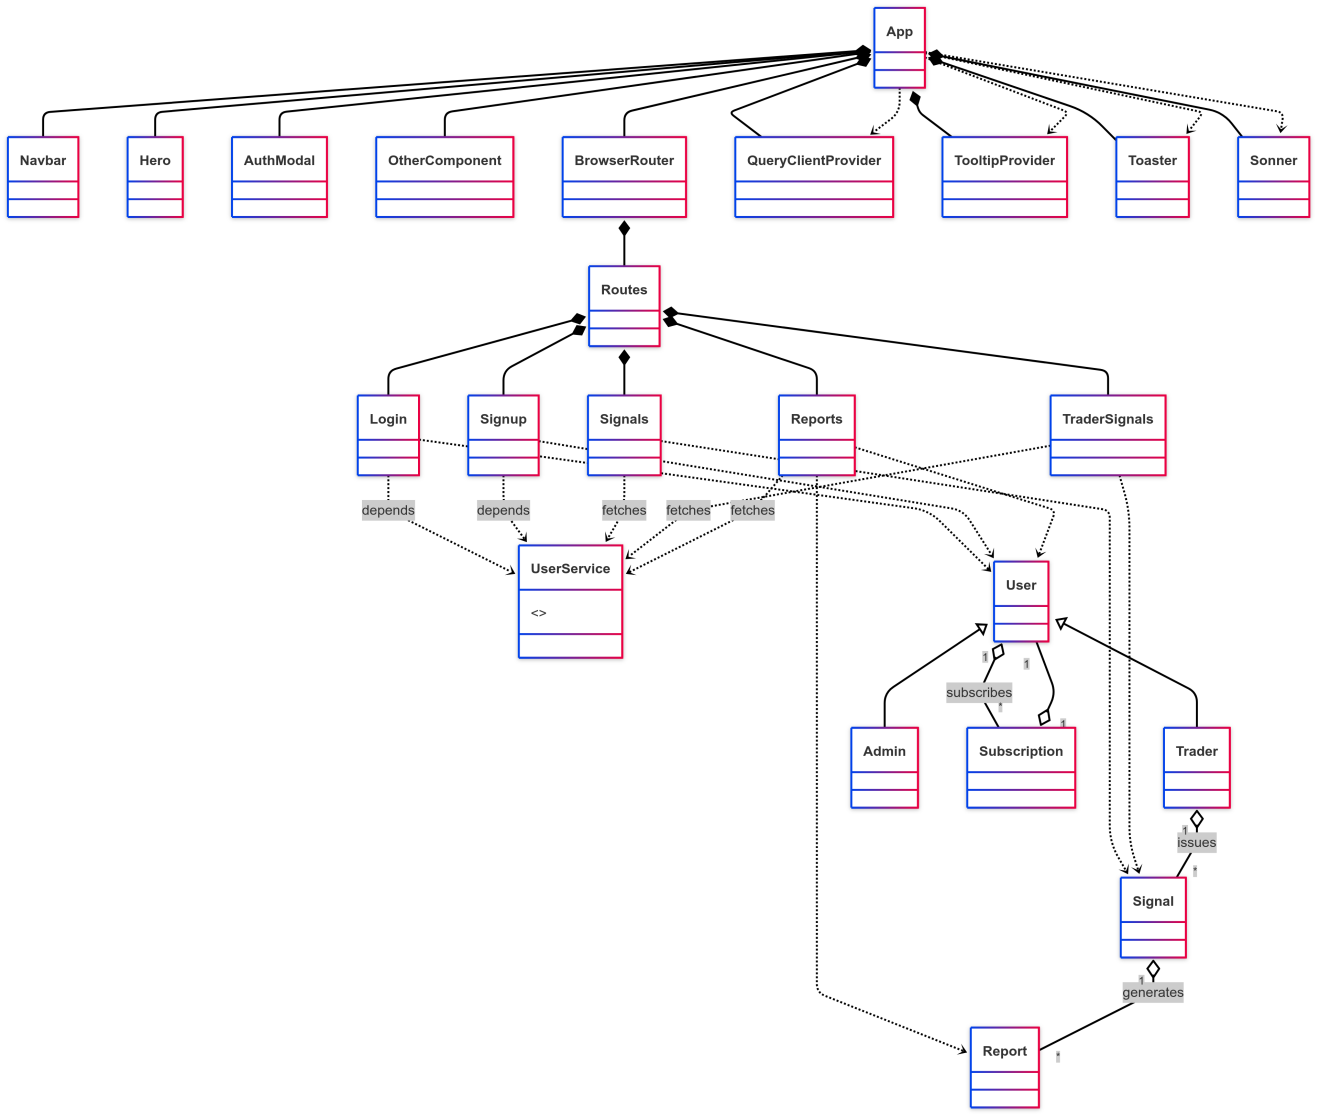 App
Navbar
Hero
AuthModal
OtherComponent
BrowserRouter
QueryClientProvider
TooltipProvider
Toaster
Sonner
Routes
Login
Signup
Signals
Reports
TraderSignals
depends
depends
fetches
fetches
fetches
UserService
<>
User
1
1
subscribes
*
1
Admin
Subscription
Trader
1
issues
*
Signal
1
generates
Report
*